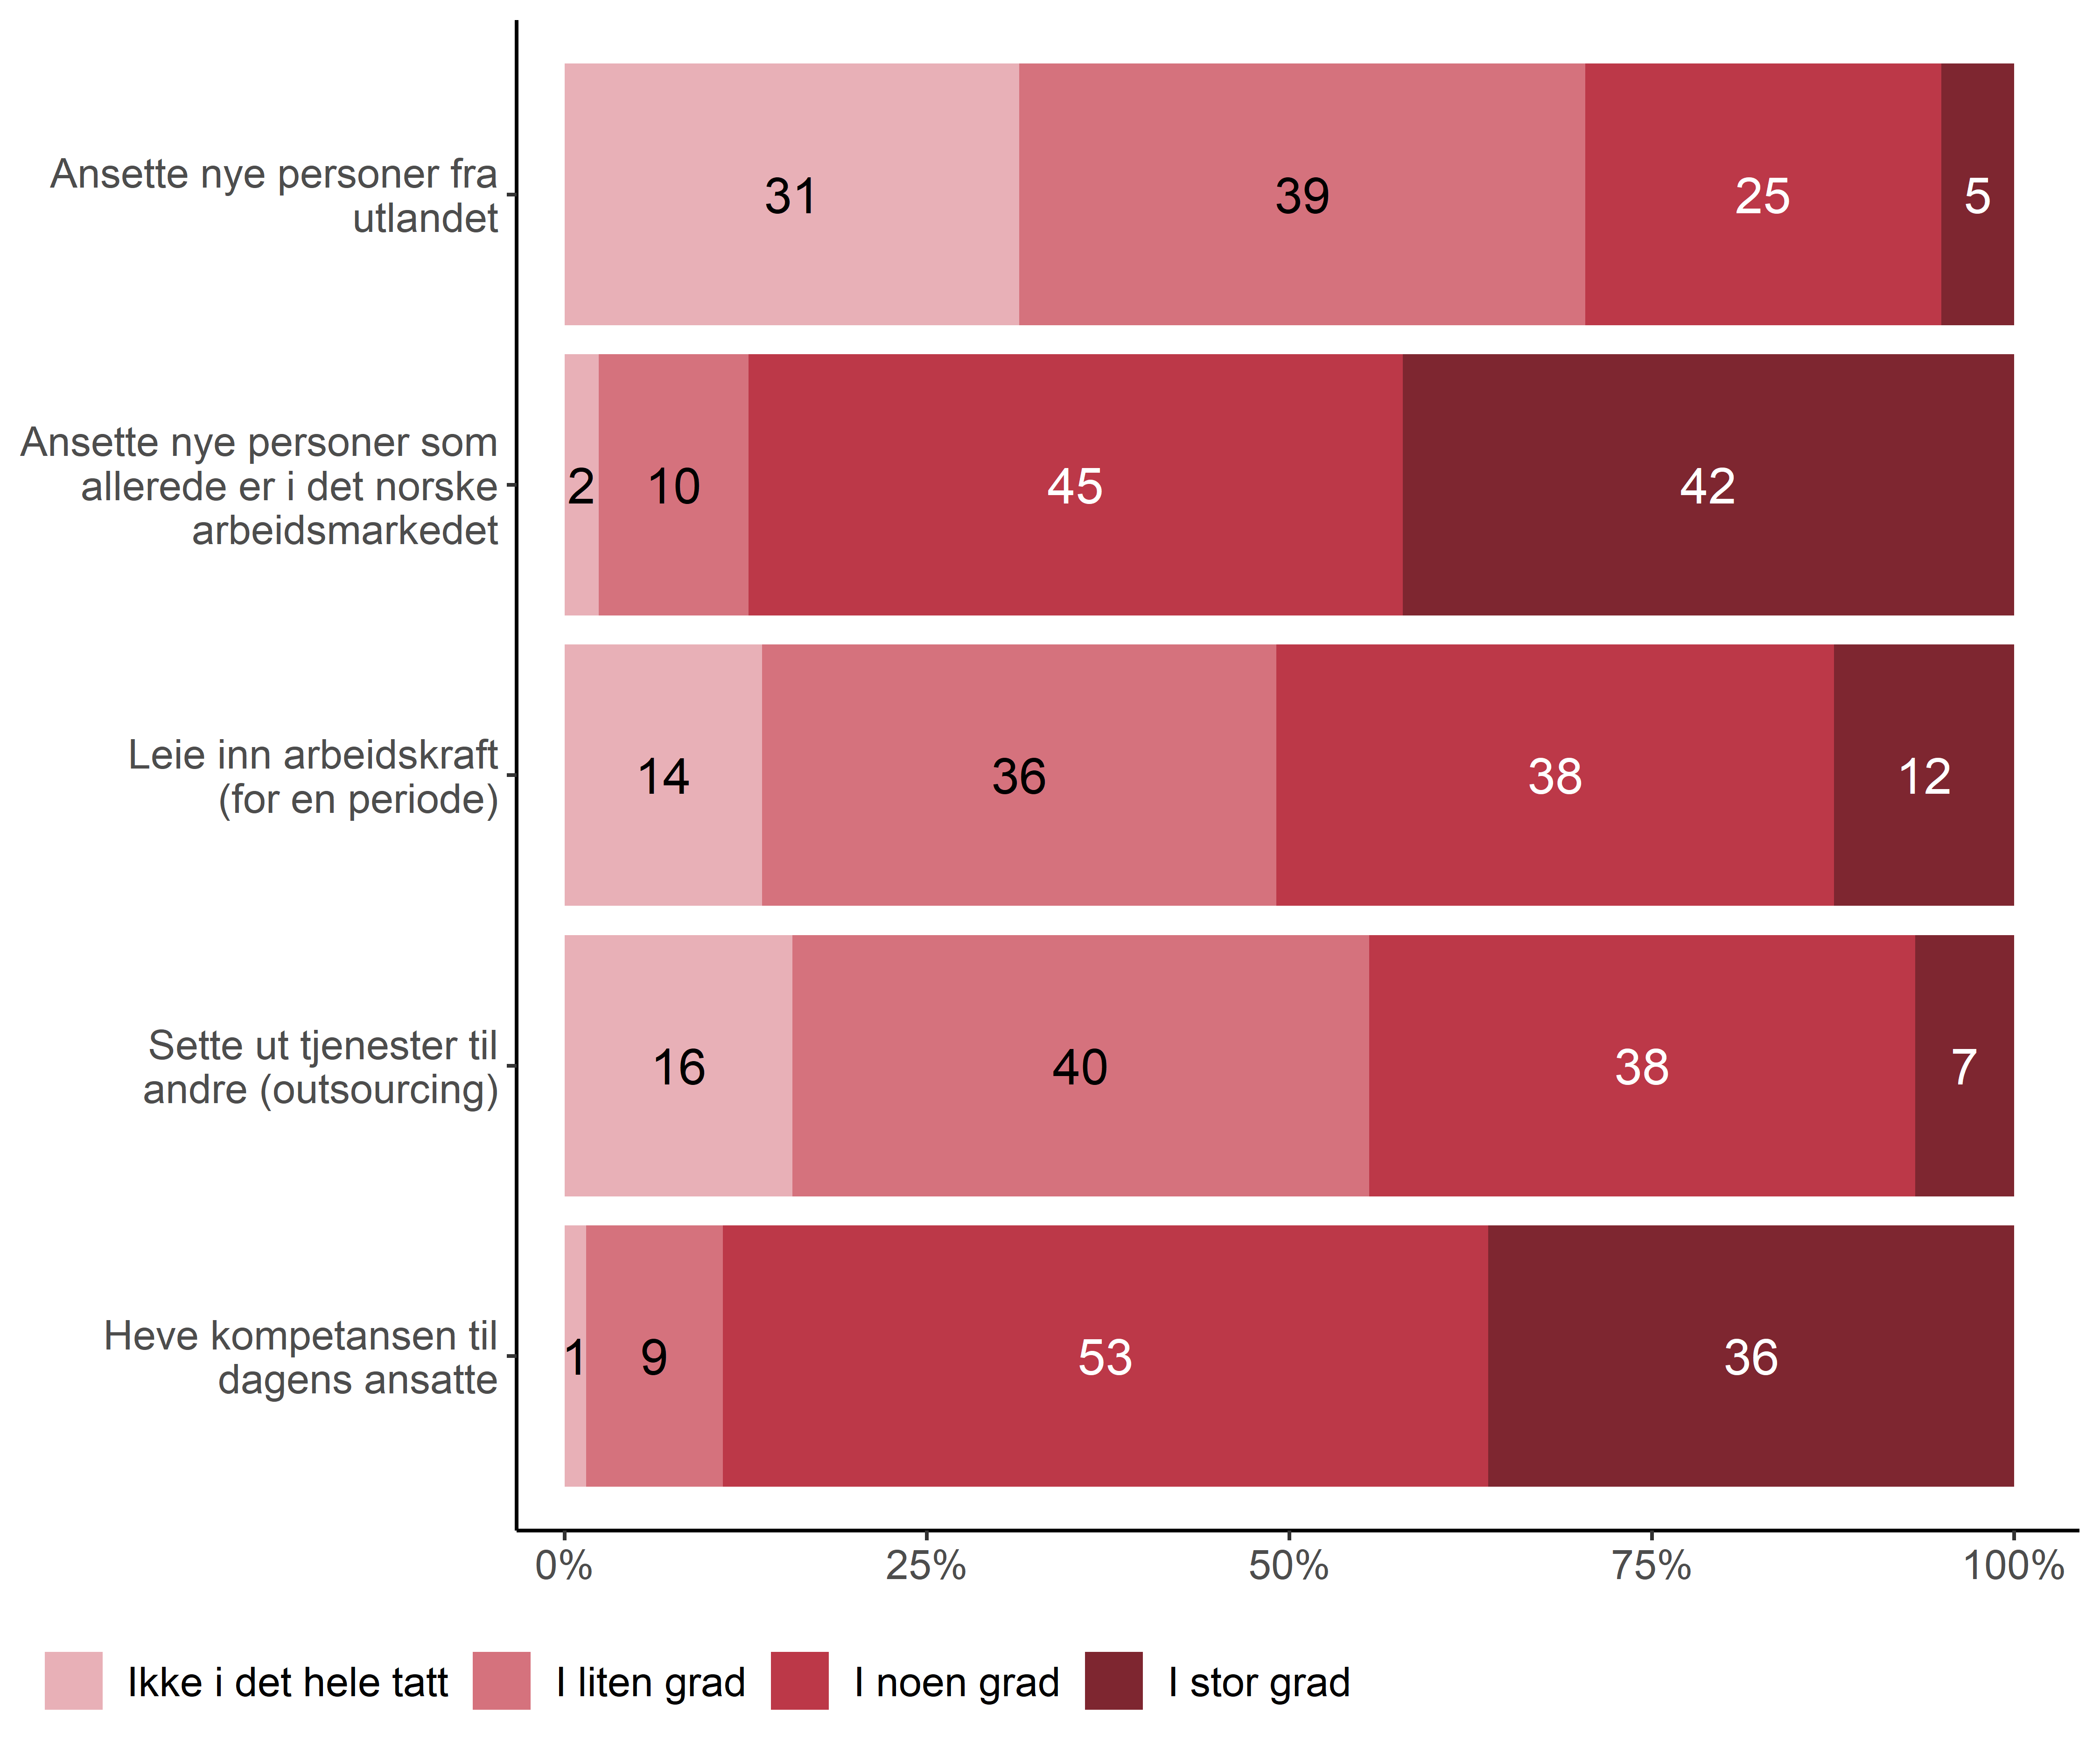 Ansette nye personer fra
utlandet
31 39 25 5
Ansette nye personer som
allerede er i det norske
arbeidsmarkedet
2 10 45 42
Leie inn arbeidskraft
(for en periode)
14 36 38 12
Sette ut tjenester til
andre (outsourcing)
16 40 38 7
Heve kompetansen til
dagens ansatte
1 9 53 36
0% 25% 50% 75% 100%
Ikke i det hele tatt I liten grad I noen grad I stor grad